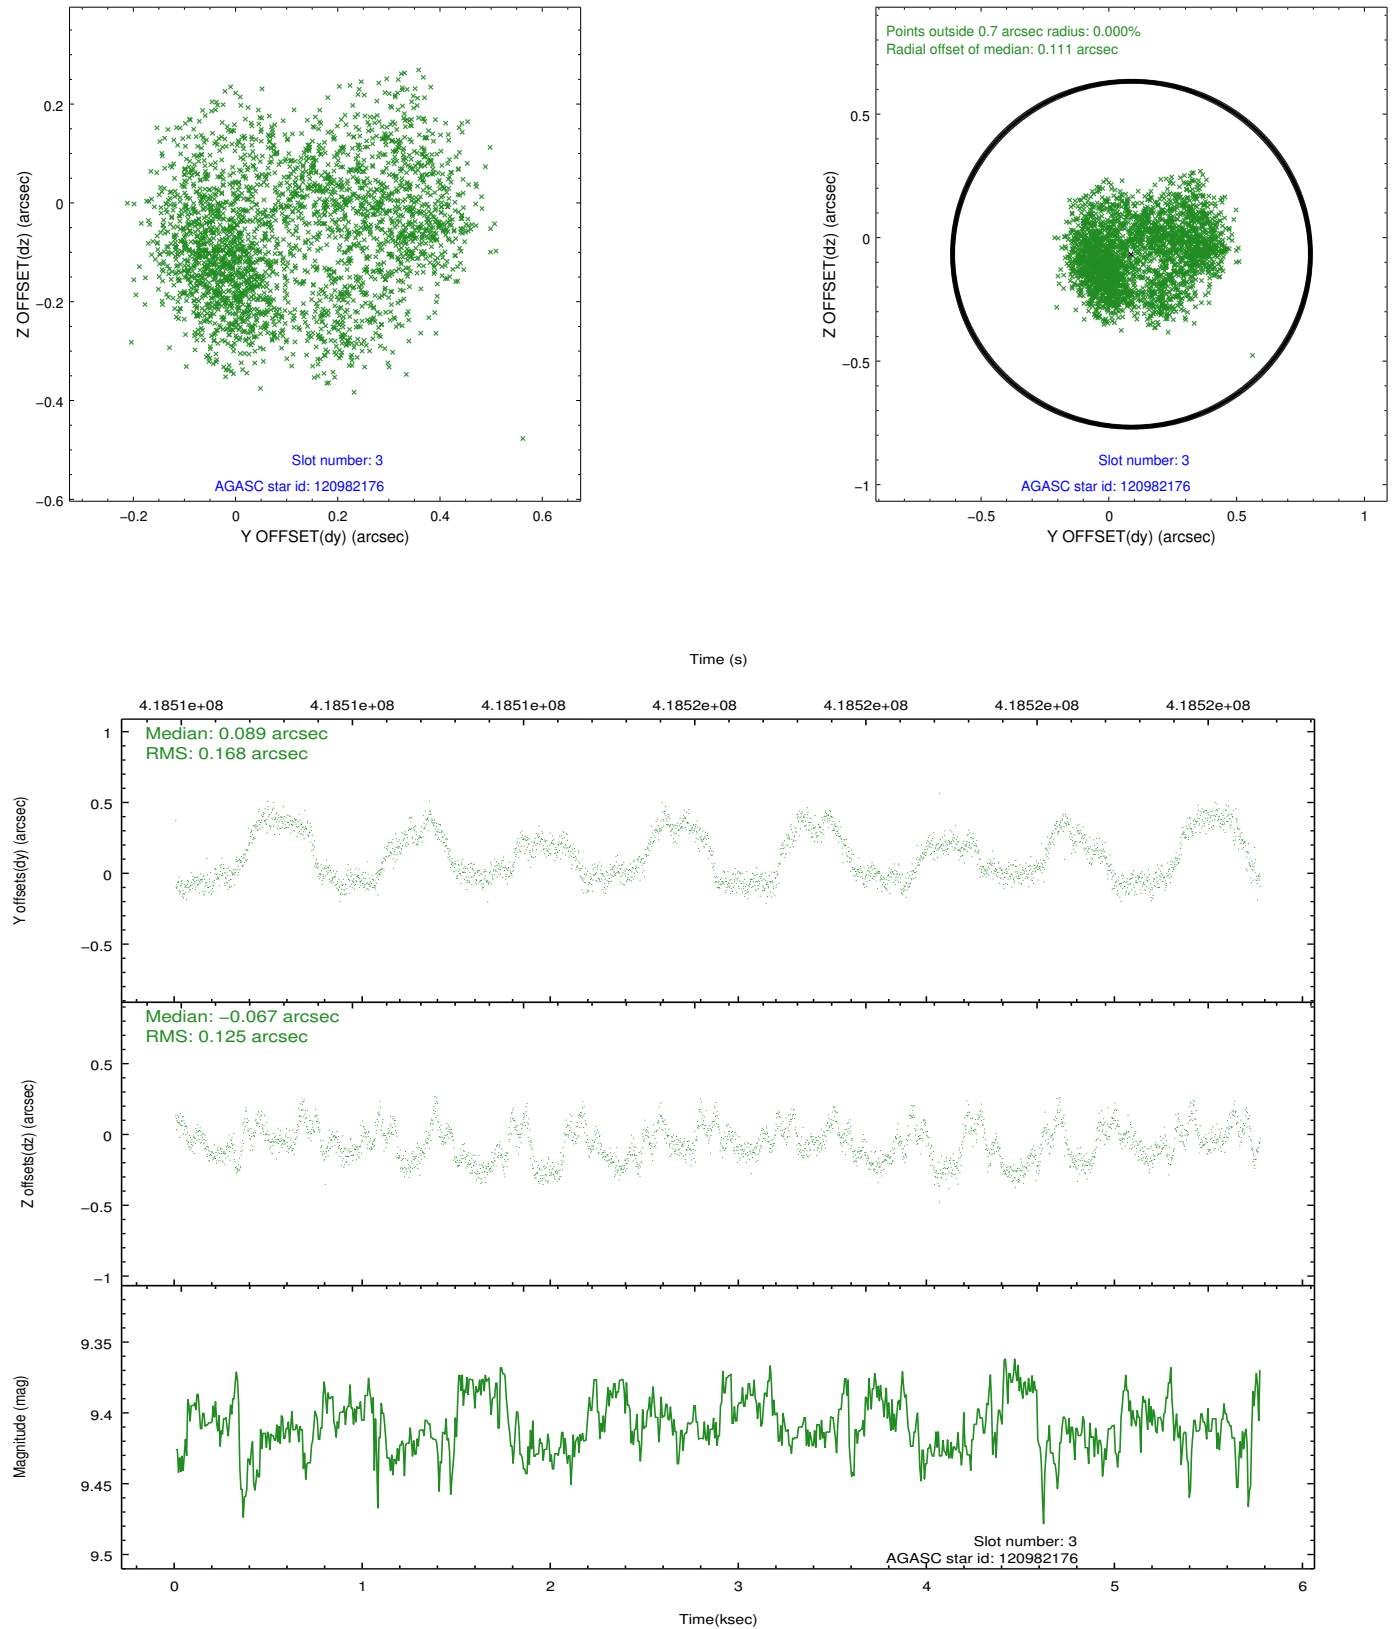 0.2
0
−0.2
−0.4
−0.6
Z OFFSET(dz) (arcsec)
Slot number: 3
AGASC star id: 120982176
−0.2 0 0.2 0.4 0.6
Y OFFSET(dy) (arcsec)
Points outside 0.7 arcsec radius: 0.000%
Radial offset of median: 0.111 arcsec
0.5
0
−0.5
−1
Z OFFSET(dz) (arcsec)
Slot number: 3
AGASC star id: 120982176
−0.5 0 0.5 1
Y OFFSET(dy) (arcsec)
Time (s)
4.1851e+08 4.1851e+08 4.1851e+08 4.1852e+08 4.1852e+08 4.1852e+08 4.1852e+08
Median: 0.089 arcsec
RMS: 0.168 arcsec
1
0.5
0
−0.5
Y offsets(dy) (arcsec)
Median: −0.067 arcsec
RMS: 0.125 arcsec
0.5
0
−0.5
−1
Z offsets(dz) (arcsec)
9.35
9.4
9.45
9.5
Magnitude (mag)
Slot number: 3
AGASC star id: 120982176
0 1 2 3 4 5 6
Time(ksec)